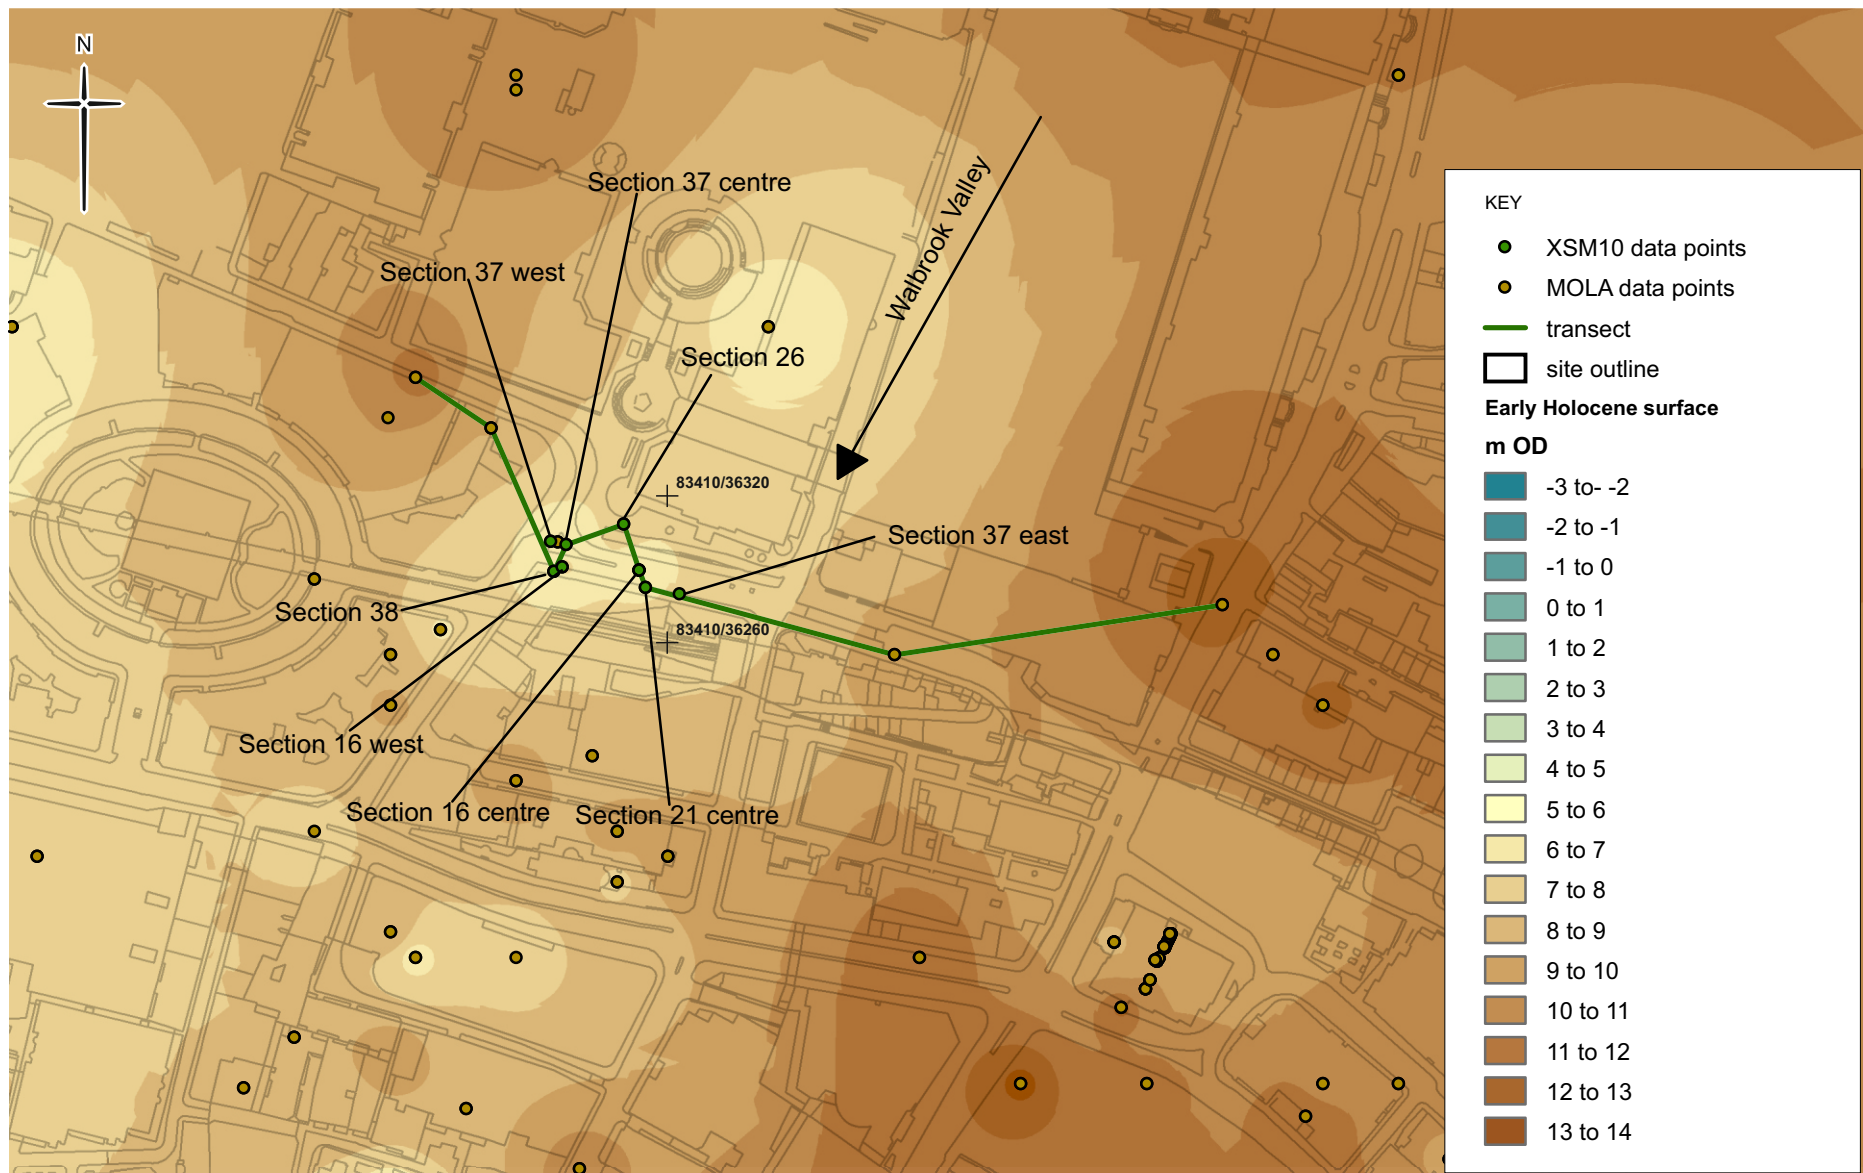 N
Section 37 centre
Walbrook Valley
Section 37 west
Section 26
83410/36320
Section 37 east
Section 38
83410/36260
Section 16 west
Section 16 centre
Section 21 centre
KEY
XSM10 data points
MOLA data points
transect
site outline
Early Holocene surface
m OD
-3 to- -2
-2 to -1
-1 to 0
0 to 1
1 to 2
2 to 3
3 to 4
4 to 5
5 to 6
6 to 7
7 to 8
8 to 9
9 to 10
10 to 11
11 to 12
12 to 13
13 to 14